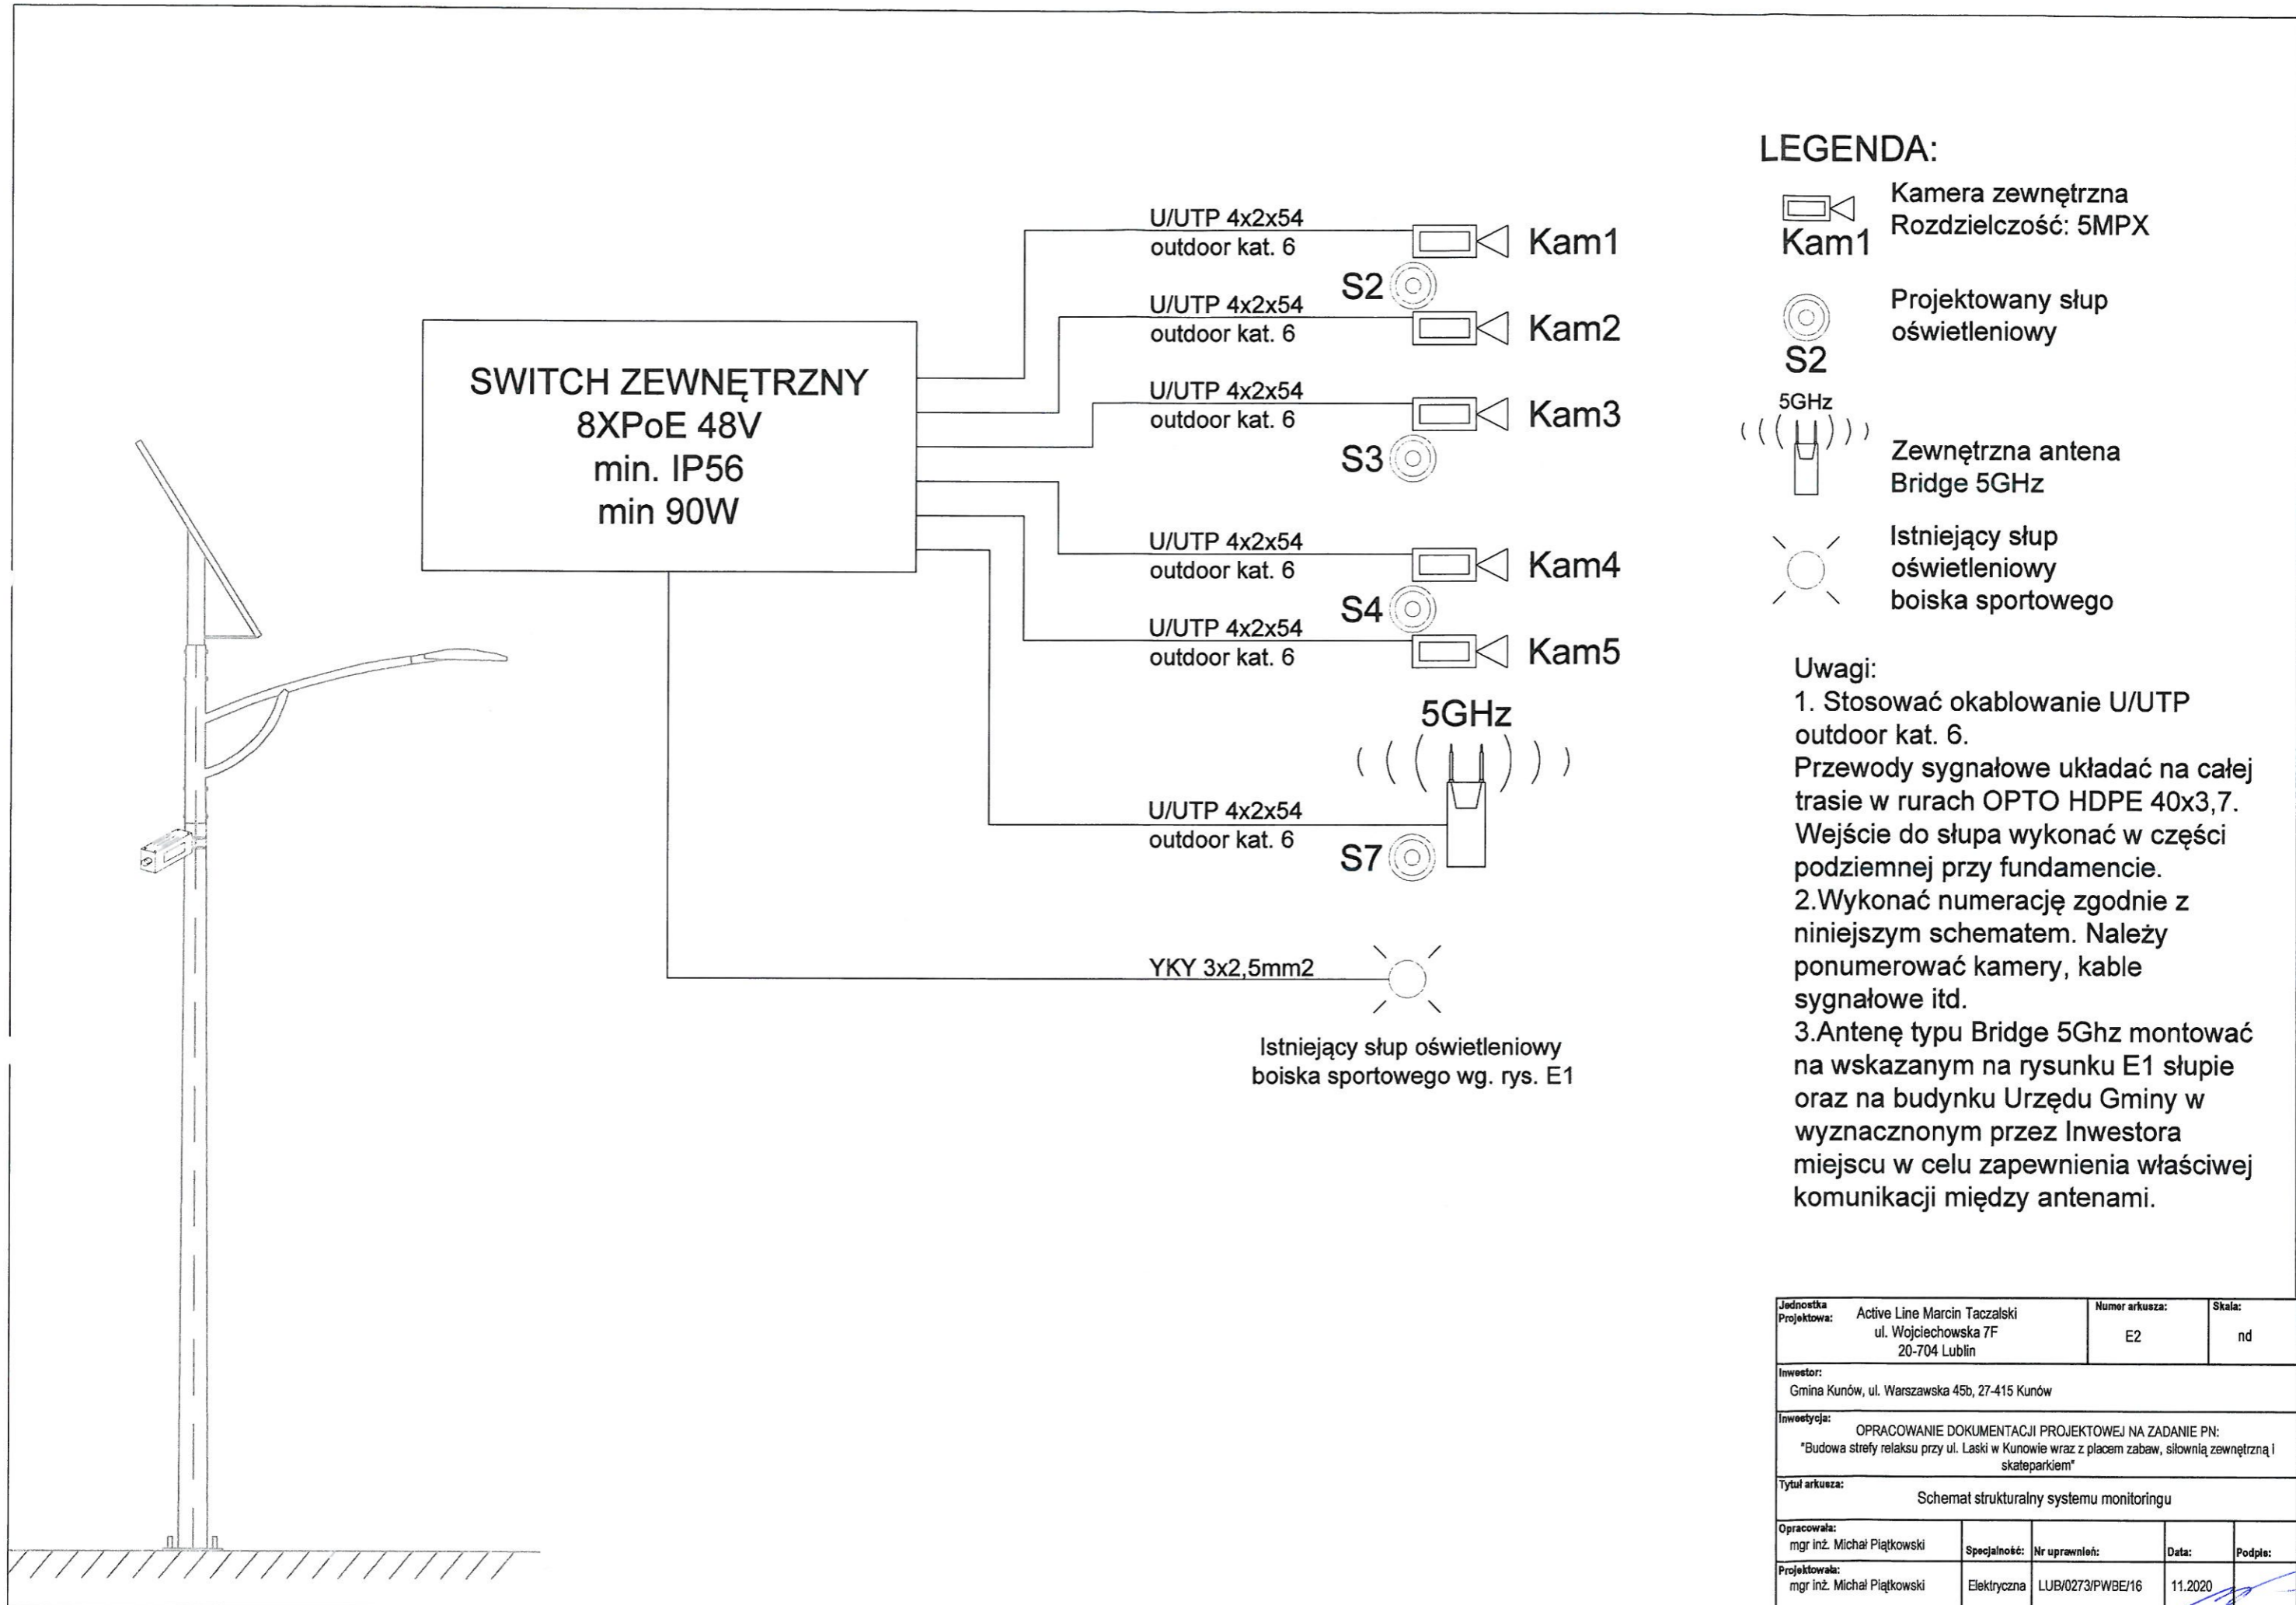 SWITCH ZEWNĘTRZNY
8XPoE 48V
min. IP56
min 90W
U/UTP 4x2x54
outdoor kat. 6
Kam1
S2
U/UTP 4x2x54
outdoor kat. 6
Kam2
U/UTP 4x2x54
outdoor kat. 6
Kam3
S3
U/UTP 4x2x54
outdoor kat. 6
Kam4
S4
U/UTP 4x2x54
outdoor kat. 6
Kam5
5GHz
U/UTP 4x2x54
outdoor kat. 6
S7
YKY 3x2,5mm2
Istniejący słup oświetleniowy
boiska sportowego wg. rys. E1
LEGENDA:
Kamera zewnętrzna
Rozdzielczość: 5MPX
Kam1
Projektowany słup
oświetleniowy
S2
5GHz
Zewnętrzna antena
Bridge 5GHz
Istniejący słup
oświetleniowy
boiska sportowego
Uwagi:
1. Stosować okablowanie U/UTP
outdoor kat. 6.
Przewody sygnałowe układać na całej
trasie w rurach OPTO HDPE 40x3,7.
Wejście do słupa wykonać w części
podziemnej przy fundamencie.
2.Wykonać numerację zgodnie z
niniejszym schematem. Należy
ponumerować kamery, kable
sygnałowe itd.
3.Antenę typu Bridge 5Ghz montować
na wskazanym na rysunku E1 słupie
oraz na budynku Urzędu Gminy w
wyznacznonym przez Inwestora
miejscu w celu zapewnienia właściwej
komunikacji między antenami.
Jednostka
Projektowa:
Active Line Marcin Taczalski
ul. Wojciechowska 7F
20-704 Lublin
Numer arkusza:
E2
Skala:
nd
Inwestor:
Gmina Kunów, ul. Warszawska 45b, 27-415 Kunów
Inwestycja:
OPRACOWANIE DOKUMENTACJI PROJEKTOWEJ NA ZADANIE PN:
"Budowa strefy relaksu przy ul. Laski w Kunowie wraz z placem zabaw, siłownią zewnętrzną i
skateparkiem"
Tytuł arkusza:
Schemat strukturalny systemu monitoringu
Opracował:
mgr inż. Michał Piątkowski
Specjalność:
Nr uprawnień:
Data:
Podpis:
Projektował:
mgr inż. Michał Piątkowski
Elektryczna
LUB/0273/PWBE/16
11.2020